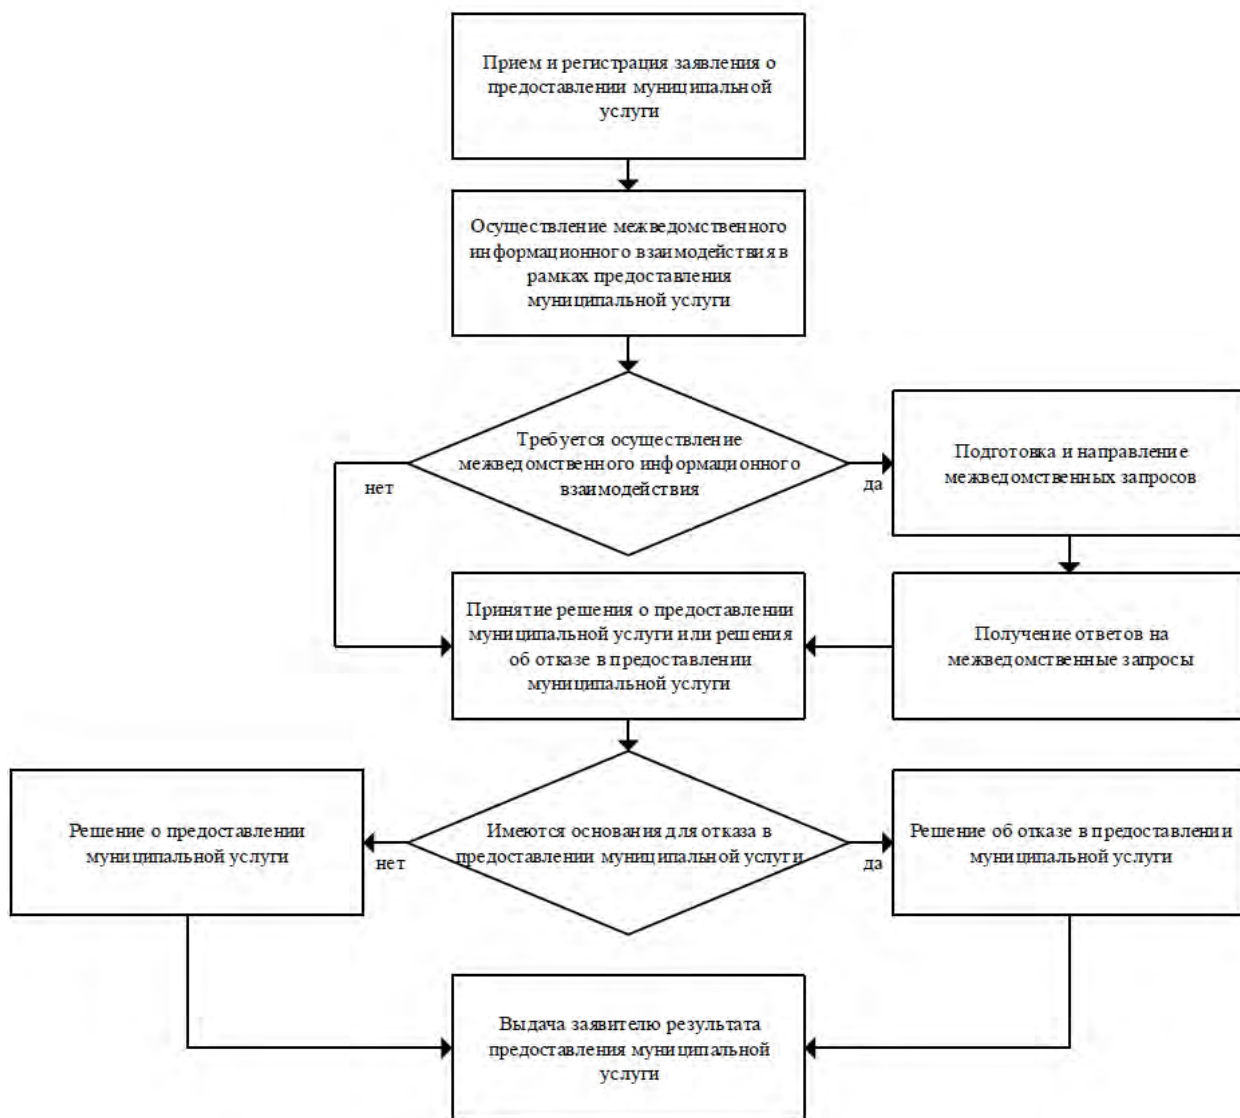 Прием и регистрация заявления о
предоставлении муниципальной
услуги
Осуществление межведомственного
информационного взаимодействия в
рамках предоставления
муниципальной услуги
Требуется осуществление
межведомственного информационного
взаимодействия
нет
да
Подготовка и направление
межведомственных запросов
Принятие решения о предоставлении
муниципальной услуги или решения
об отказе в предоставлении
муниципальной услуги
Получение ответов на
межведомственные запросы
Решение о предоставлении
муниципальной услуги
нет
Имеются основания для отказа в
предоставлении муниципальной услуги
да
Решение об отказе в предоставлении
муниципальной услуги
Выдача заявителю результата
предоставления муниципальной
услуги